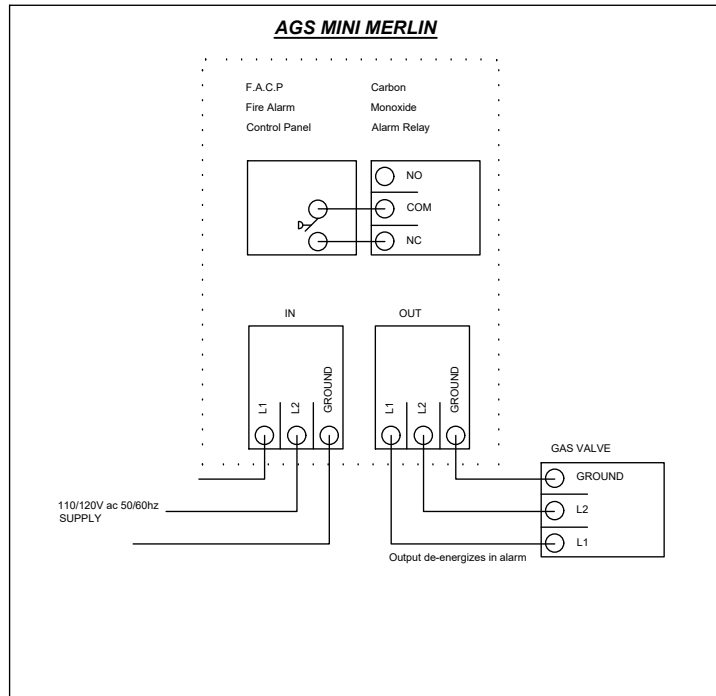 AGS MINI MERLIN
F.A.C.P
Fire Alarm
Control Panel
Carbon
Monoxide
Alarm Relay
NO
COM
NC
IN
OUT
L1
L2
GROUND
L1
L2
GROUND
GAS VALVE
GROUND
L2
L1
110/120V ac 50/60hz
SUPPLY
Output de-energizes in alarm